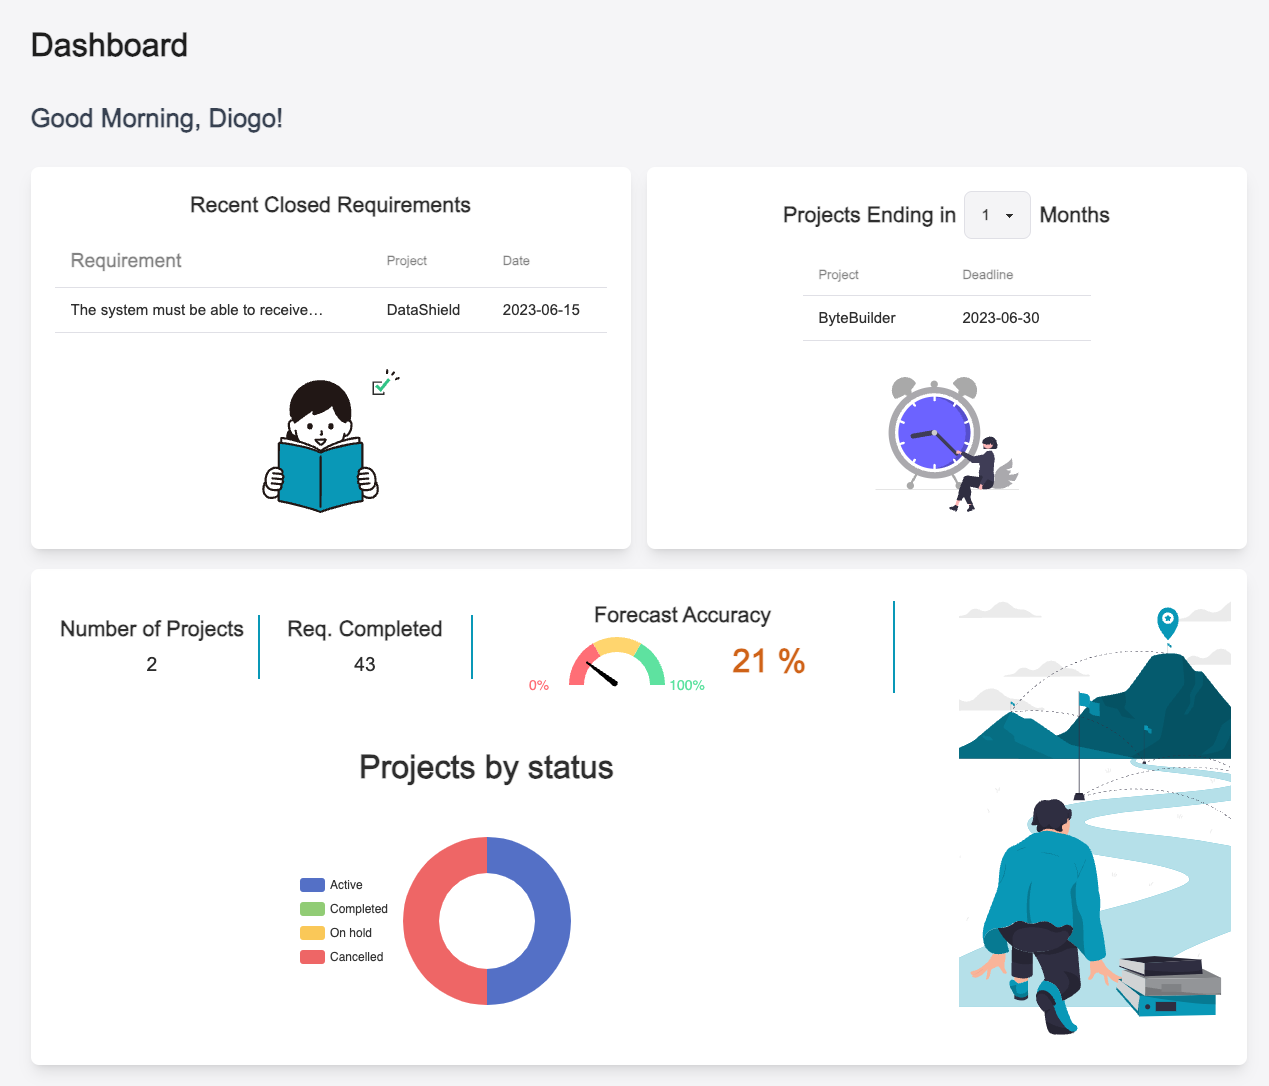 Dashboard
Good Morning, Diogo!
Recent Closed Requirements
Requirement Project Date
The system must be able to receive… DataShield 2023-06-15
Projects Ending in 1 Months
Project Deadline
ByteBuilder 2023-06-30
Number of Projects
2
Req. Completed
43
Forecast Accuracy
0% 100%
21 %
Projects by status
Active
Completed
On hold
Cancelled